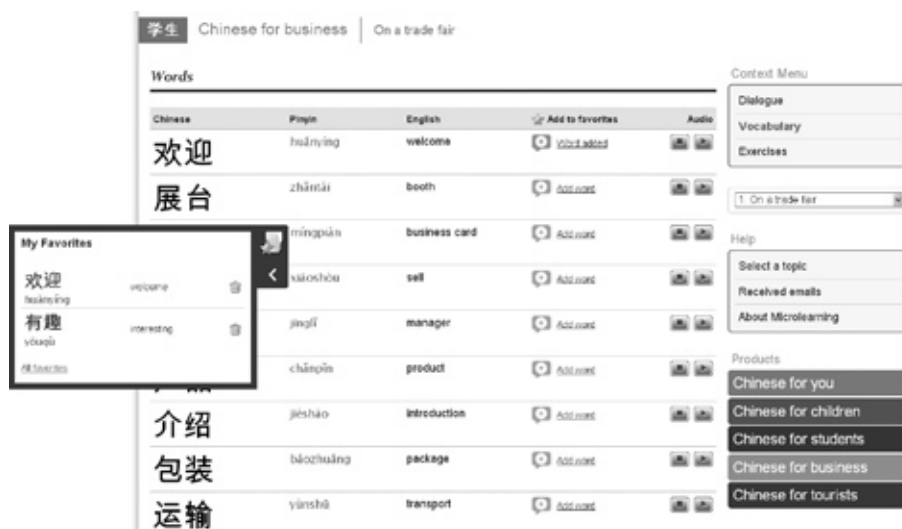 学生 Chinese for business On a trade fair
Words
Chinese Pinyin English Add to favorites Audio
欢迎 huānyíng welcome Word added
展台 zhǎntái booth Add word
míngpiàn business card Add word
xiāoshòu sell Add word
jīnglǐ manager Add word
chǎnpǐn product Add word
介绍 jièshào introduction Add word
包装 bāozhuāng package Add word
运输 yùnshū transport Add word
My Favorites
欢迎 welcome
huānyíng
有趣 interesting
yǒuqù
All favorites
Context Menu
Dialogue
Vocabulary
Exercises
1. On a trade fair
Help
Select a topic
Received emails
About Microlearning
Products
Chinese for you
Chinese for children
Chinese for students
Chinese for business
Chinese for tourists